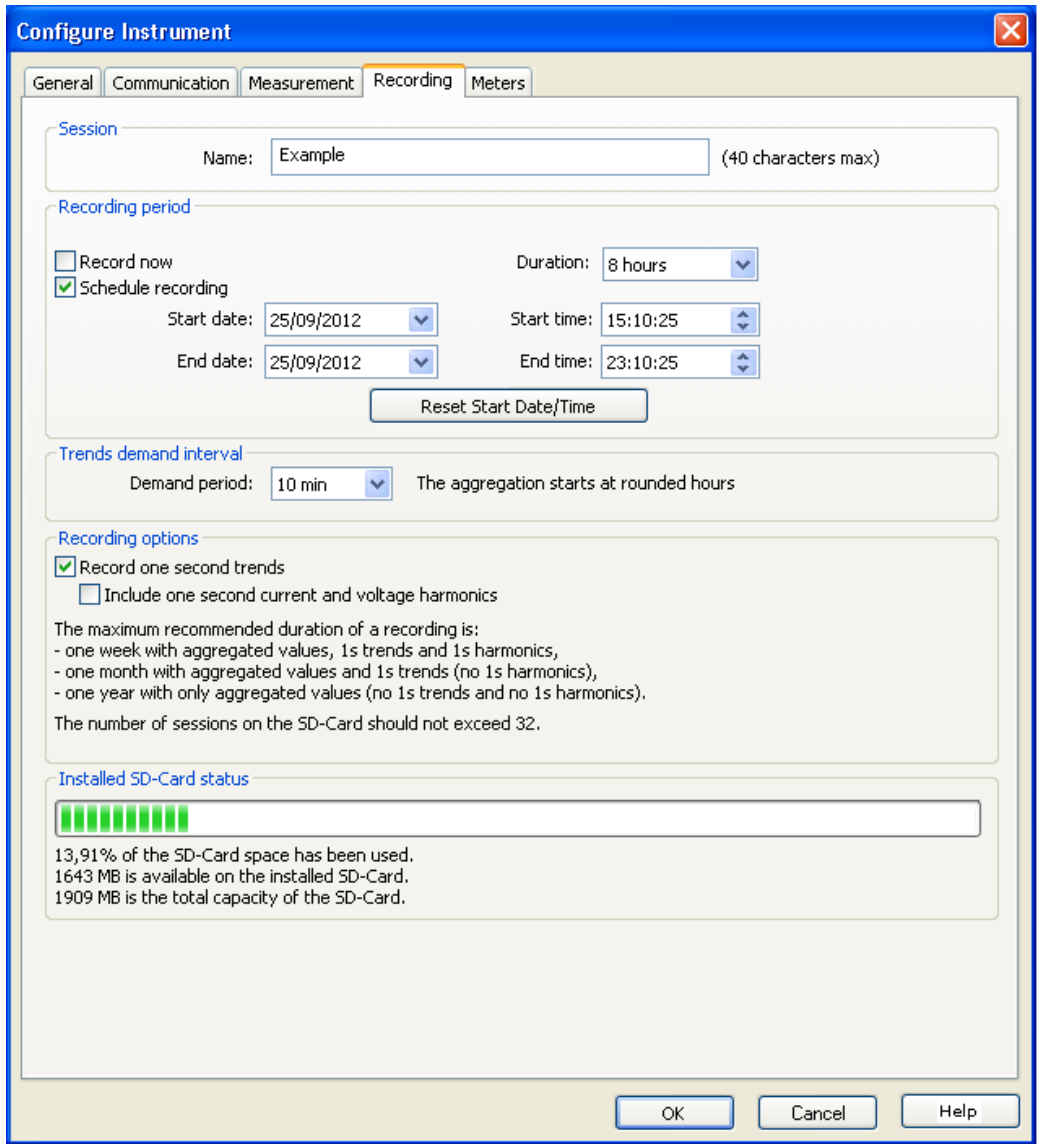 Configure Instrument
General Communication Measurement Recording Meters
Session
Name: Example (40 characters max)
Recording period
Record now Duration: 8 hours
Schedule recording
Start date: 25/09/2012 Start time: 15:10:25
End date: 25/09/2012 End time: 23:10:25
Reset Start Date/Time
Trends demand interval
Demand period: 10 min The aggregation starts at rounded hours
Recording options
Record one second trends
Include one second current and voltage harmonics
The maximum recommended duration of a recording is:
- one week with aggregated values, 1s trends and 1s harmonics,
- one month with aggregated values and 1s trends (no 1s harmonics),
- one year with only aggregated values (no 1s trends and no 1s harmonics).
The number of sessions on the SD-Card should not exceed 32.
Installed SD-Card status
13,91% of the SD-Card space has been used.
1643 MB is available on the installed SD-Card.
1909 MB is the total capacity of the SD-Card.
OK Cancel Help